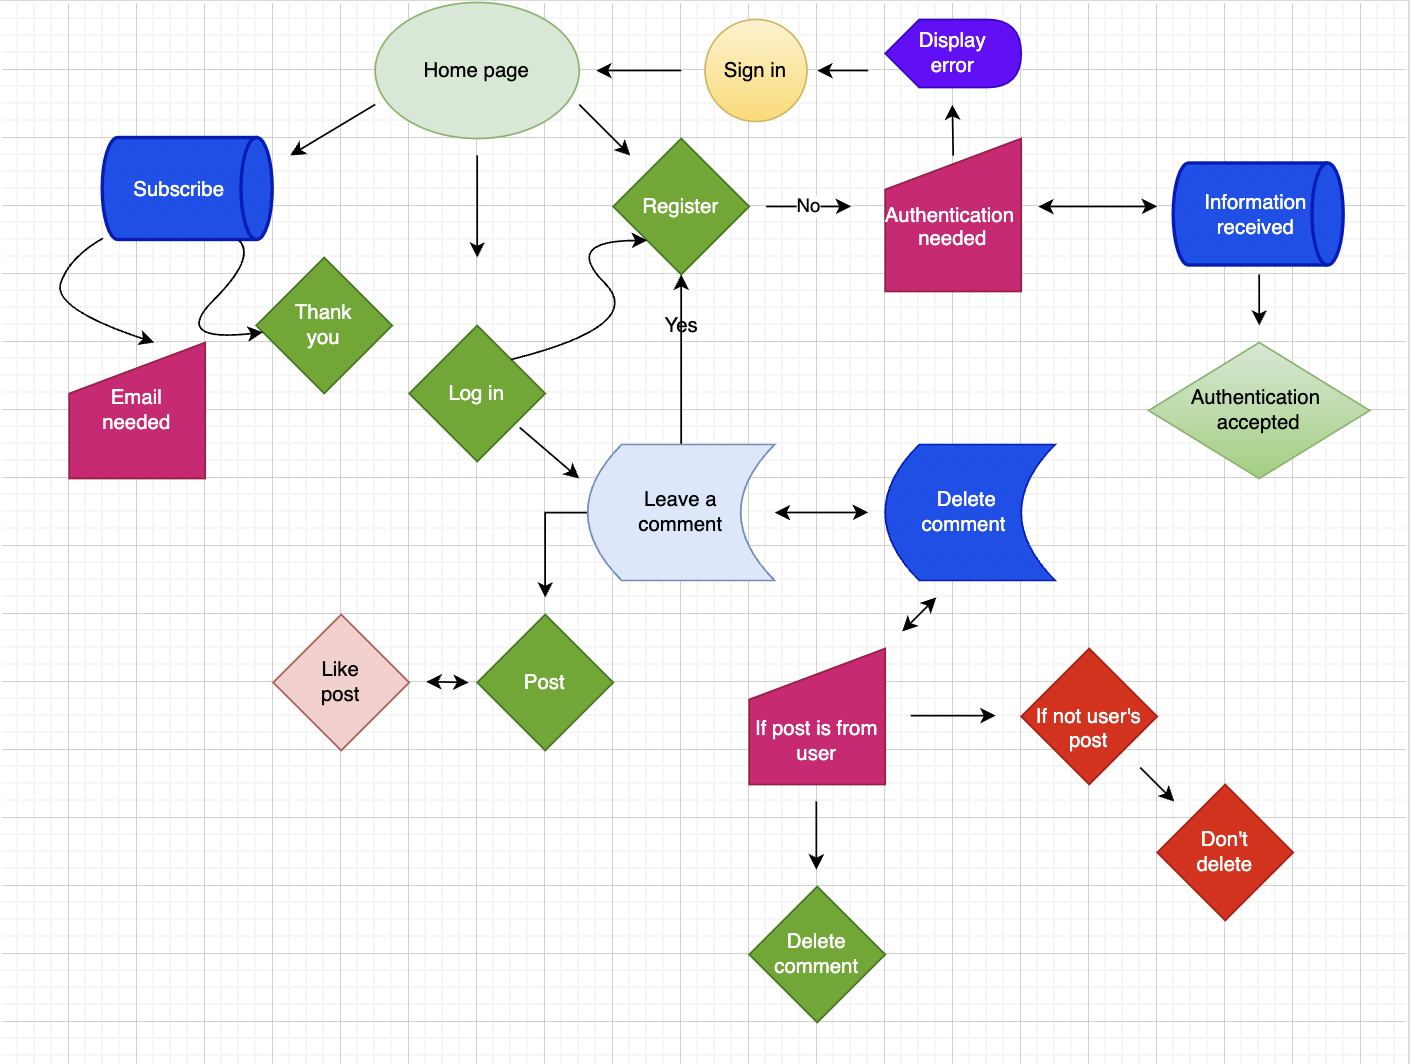 Home page
Sign in
Display
error
Subscribe
Register
No
Authentication
needed
Information
received
Thank
you
Yes
Email
needed
Log in
Authentication
accepted
Leave a
comment
Delete
comment
Like
post
Post
If post is from
user
If not user's
post
Don't
delete
Delete
comment